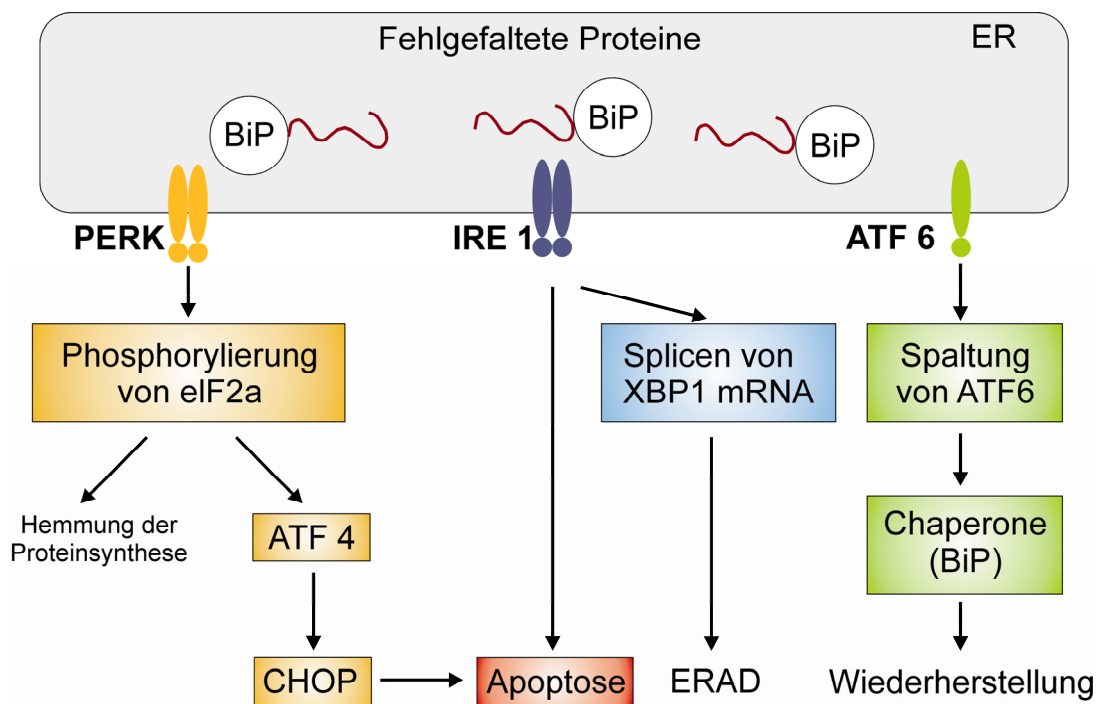 Fehlgefaltete Proteine
ER
BiP
BiP
BiP
PERK
IRE 1
ATF 6
Phosphorylierung
von eIF2a
Splicen von
XBP1 mRNA
Spaltung
von ATF6
Hemmung der
Proteinsynthese
ATF 4
Chaperone
(BiP)
CHOP
Apoptose
ERAD
Wiederherstellung